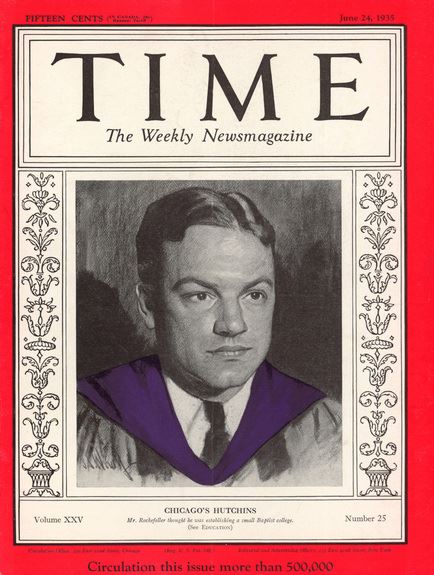 FIFTEEN CENTS
June 24, 1935
TIME
The Weekly Newsmagazine
CHICAGO'S HUTCHINS
Mr. Rockefeller thought he was establishing a small Baptist college.
(See EDUCATION)
Volume XXV
Number 25
Circulation this issue more than 500,000